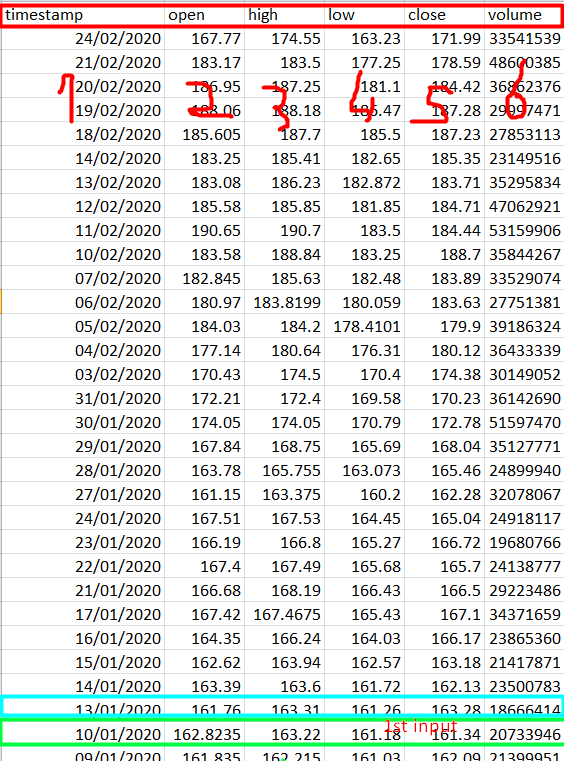 timestamp open high low close volume
24/02/2020 167.77 174.55 163.23 171.99 33541539
21/02/2020 183.17 183.5 177.25 178.59 48600385
20/02/2020 186.95 187.25 181.1 184.42 36862376
1 2 3 4 5 6
19/02/2020 188.06 188.18 186.47 187.28 29997471
18/02/2020 185.605 187.7 185.5 187.23 27853113
14/02/2020 183.25 185.41 182.65 185.35 23149516
13/02/2020 183.08 186.23 182.872 183.71 35295834
12/02/2020 185.58 185.85 181.85 184.71 47062921
11/02/2020 190.65 190.7 183.5 184.44 53159906
10/02/2020 183.58 188.84 183.25 188.7 35844267
07/02/2020 182.845 185.63 182.48 183.89 33529074
06/02/2020 180.97 183.8199 180.059 183.63 27751381
05/02/2020 184.03 184.2 178.4101 179.9 39186324
04/02/2020 177.14 180.64 176.31 180.12 36433339
03/02/2020 170.43 174.5 170.4 174.38 30149052
31/01/2020 172.21 172.4 169.58 170.23 36142690
30/01/2020 174.05 174.05 170.79 172.78 51597470
29/01/2020 167.84 168.75 165.69 168.04 35127771
28/01/2020 163.78 165.755 163.073 165.46 24899940
27/01/2020 161.15 163.375 160.2 162.28 32078067
24/01/2020 167.51 167.53 164.45 165.04 24918117
23/01/2020 166.19 166.8 165.27 166.72 19680766
22/01/2020 167.4 167.49 165.68 165.7 24138777
21/01/2020 166.68 168.19 166.43 166.5 29223486
17/01/2020 167.42 167.4675 165.43 167.1 34371659
16/01/2020 164.35 166.24 164.03 166.17 23865360
15/01/2020 162.62 163.94 162.57 163.18 21417871
14/01/2020 163.39 163.6 161.72 162.13 23500783
13/01/2020 161.76 163.31 161.26 163.28 18666414
1st input
10/01/2020 162.8235 163.22 161.18 161.34 20733946
09/01/2020 161.835 162.215 161.03 162.09 21399951